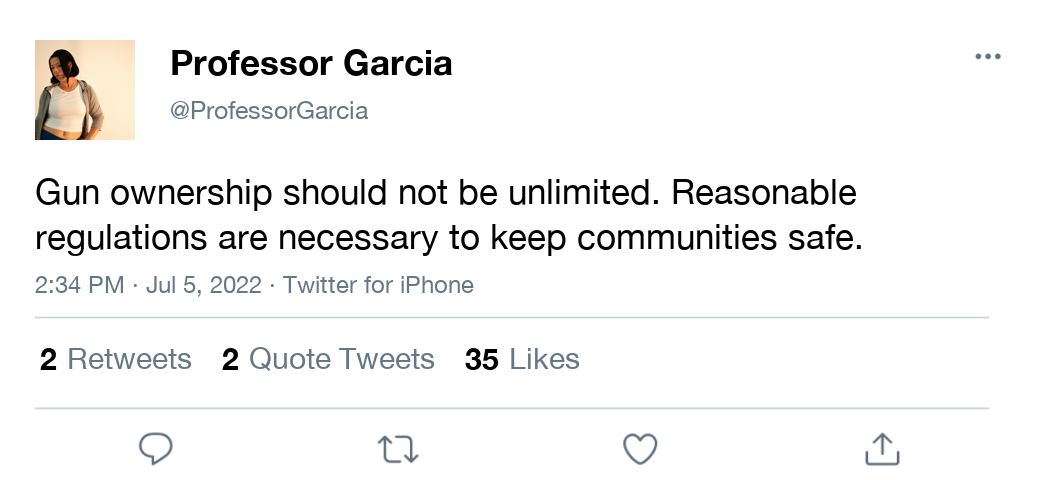 Professor Garcia
@ProfessorGarcia
Gun ownership should not be unlimited. Reasonable
regulations are necessary to keep communities safe.
2:34 PM · Jul 5, 2022 · Twitter for iPhone
2 Retweets 2 Quote Tweets 35 Likes